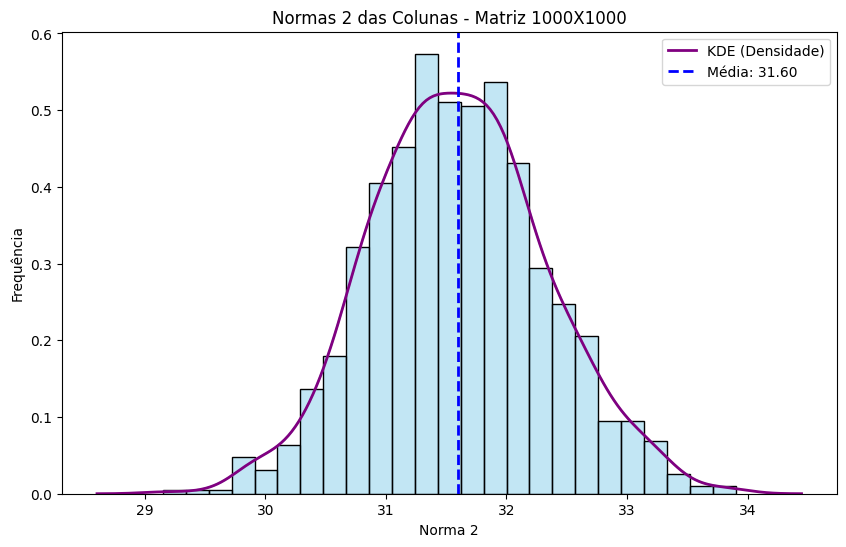 Normas 2 das Colunas - Matriz 1000X1000
KDE (Densidade)
Média: 31.60
Frequência
0.6
0.5
0.4
0.3
0.2
0.1
0.0
29
30
31
32
33
34
Norma 2